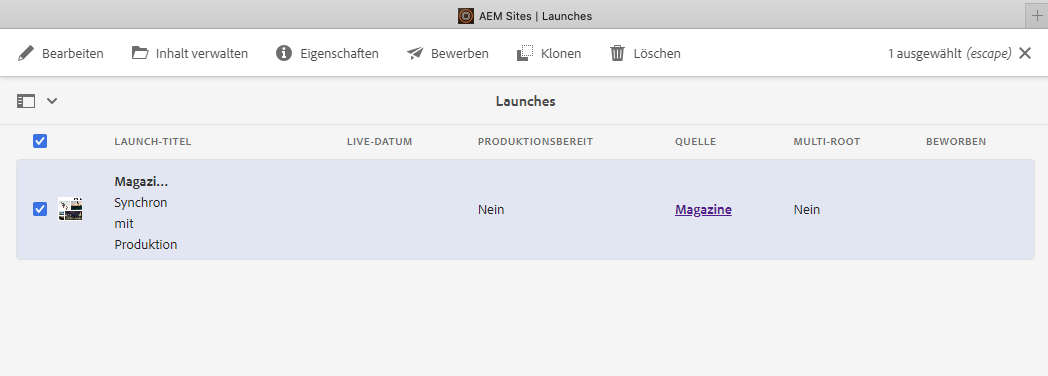 AEM Sites | Launches
Bearbeiten Inhalt verwalten Eigenschaften Bewerben Klonen Löschen 1 ausgewählt (escape)
Launches
LAUNCH-TITEL LIVE-DATUM PRODUKTIONSBEREIT QUELLE MULTI-ROOT BEWORBEN
Magazi...
Synchron
mit
Produktion
Nein Magazine Nein